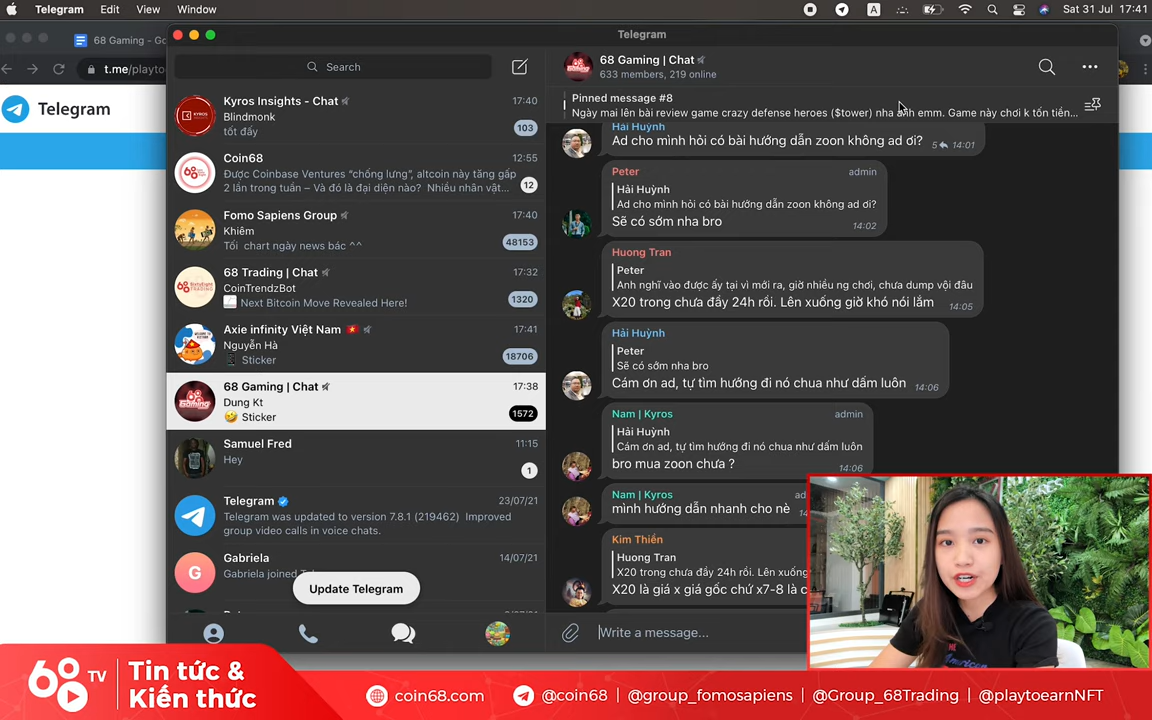 Telegram Edit View Window
A
Sat 31 Jul 17:41
68 Gaming - Go
t.me/playto
Telegram
Telegram
Search
Kyros Insights - Chat 17:40
Blindmonk
tốt đấy 103
Coin68 12:55
Được Coinbase Ventures “chống lưng”, altcoin này tăng gấp
2 lần trong tuần – Và đó là đại diện nào? Nhiều nhân vật... 12
Fomo Sapiens Group 17:40
Khiêm
Tối chart ngày news bác ^^ 48153
68 Trading | Chat 17:32
CoinTrendzBot
Next Bitcoin Move Revealed Here! 1320
Axie infinity Việt Nam 17:41
Nguyễn Hà
Sticker 18706
68 Gaming | Chat 17:38
Dung Kt
Sticker 1572
Samuel Fred 11:15
Hey 1
Telegram 23/07/21
Telegram was updated to version 7.8.1 (219462) Improved
group video calls in voice chats.
G
Gabriela 14/07/21
Gabriela joined
Update Telegram
68 Gaming | Chat
633 members, 219 online
Pinned message #8
Ngày mai lên bài review game crazy defense heroes ($tower) nha anh emm. Game này chơi k tốn tiền...
Hải Huỳnh
Ad cho mình hỏi có bài hướng dẫn zoon không ad ơi? 5 14:01
Peter admin
Hải Huỳnh
Ad cho mình hỏi có bài hướng dẫn zoon không ad ơi?
Sẽ có sớm nha bro 14:02
Huong Tran
Peter
Anh nghĩ vào được ấy tại vì mới ra, giờ nhiều ng chơi, chưa dump vội đâu
X20 trong chưa đầy 24h rồi. Lên xuống giờ khó nói lắm 14:05
Hải Huỳnh
Peter
Sẽ có sớm nha bro
Cám ơn ad, tự tìm hướng đi nó chua như dấm luôn 14:06
Nam | Kyros admin
Hải Huỳnh
Cám ơn ad, tự tìm hướng đi nó chua như dấm luôn
bro mua zoon chưa ? 14:06
Nam | Kyros
mình hướng dẫn nhanh cho nè
Kim Thiền
Huong Tran
X20 trong chưa đầy 24h rồi. Lên xuống
X20 là giá x giá gốc chứ x7-8 là c
Write a message...
68 TV
Tin tức &
Kiến thức
coin68.com @coin68 | @group_fomosapiens | @Group_68Trading | @playtoearnNFT